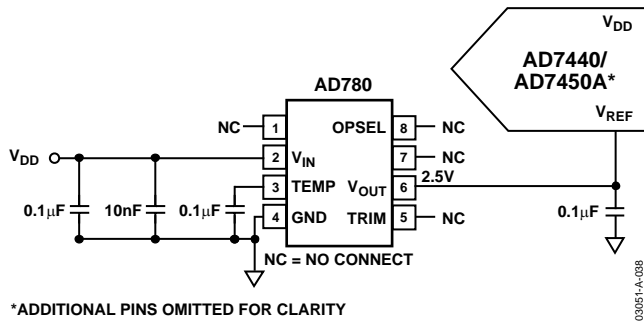 V_DD
AD7440/
AD7450A*
V_REF
AD780
NC
1
OPSEL
8
NC
V_DD
2
V_IN
7
NC
3
TEMP
V_OUT
6
2.5V
0.1µF
10nF
0.1µF
4
GND
TRIM
5
NC
0.1µF
NC = NO CONNECT
*ADDITIONAL PINS OMITTED FOR CLARITY
03051-A-038